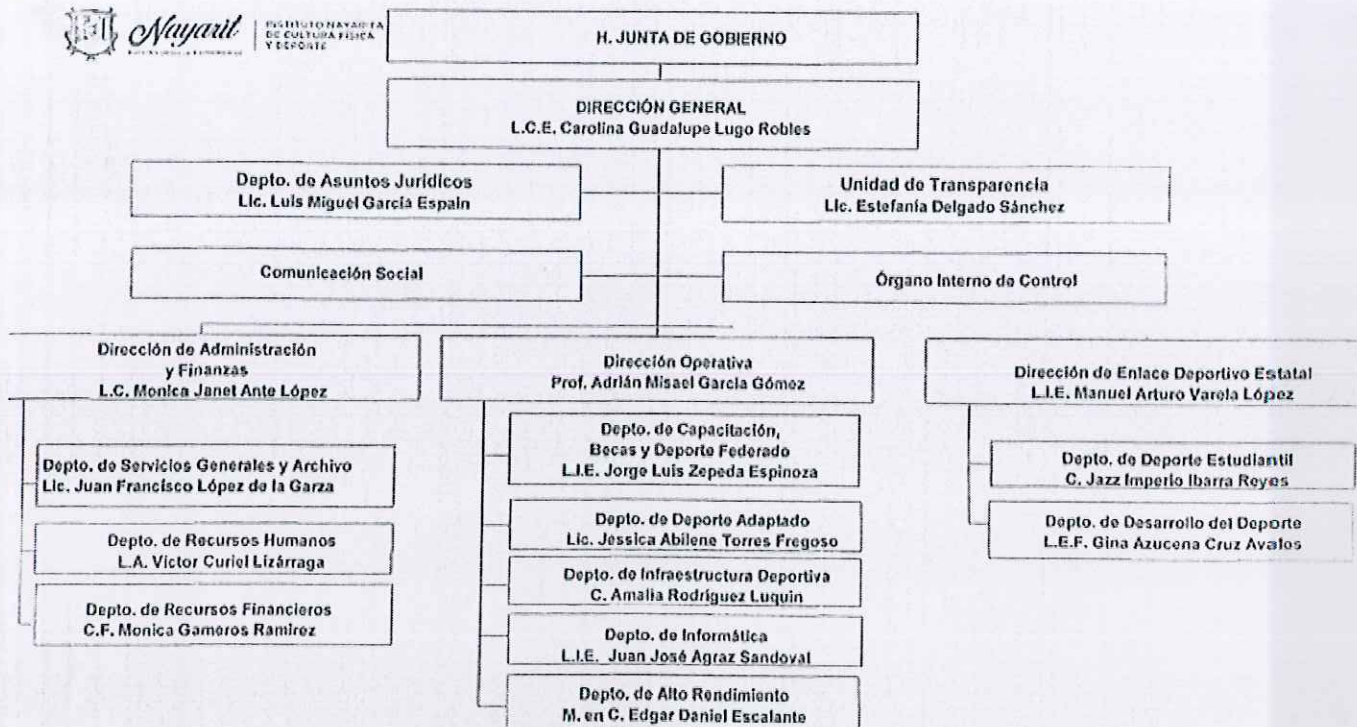 Nayarit
INSTITUTO NAYARITA
DE CULTURA FÍSICA
Y DEPORTE
H. JUNTA DE GOBIERNO
DIRECCIÓN GENERAL
L.C.E. Carolina Guadalupe Lugo Robles
Depto. de Asuntos Jurídicos
Lic. Luis Miguel García Espain
Unidad de Transparencia
Lic. Estefanía Delgado Sánchez
Comunicación Social
Órgano Interno de Control
Dirección de Administración
y Finanzas
L.C. Monica Janet Ante López
Dirección Operativa
Prof. Adrián Misael García Gómez
Dirección de Enlace Deportivo Estatal
L.I.E. Manuel Arturo Varela López
Depto. de Servicios Generales y Archivo
Lic. Juan Francisco López de la Garza
Depto. de Recursos Humanos
L.A. Víctor Curiel Lizárraga
Depto. de Recursos Financieros
C.F. Monica Gameros Ramirez
Depto. de Capacitación,
Becas y Deporte Federado
L.I.E. Jorge Luis Zepeda Espinoza
Depto. de Deporte Adaptado
Lic. Jessica Abilene Torres Fregoso
Depto. de Infraestructura Deportiva
C. Amalia Rodríguez Luquin
Depto. de Informática
L.I.E. Juan José Agraz Sandoval
Depto. de Alto Rendimiento
M. en C. Edgar Daniel Escalante
Depto. de Deporte Estudiantil
C. Jazz Imperio Ibarra Reyes
Depto. de Desarrollo del Deporte
L.E.F. Gina Azucena Cruz Avalos